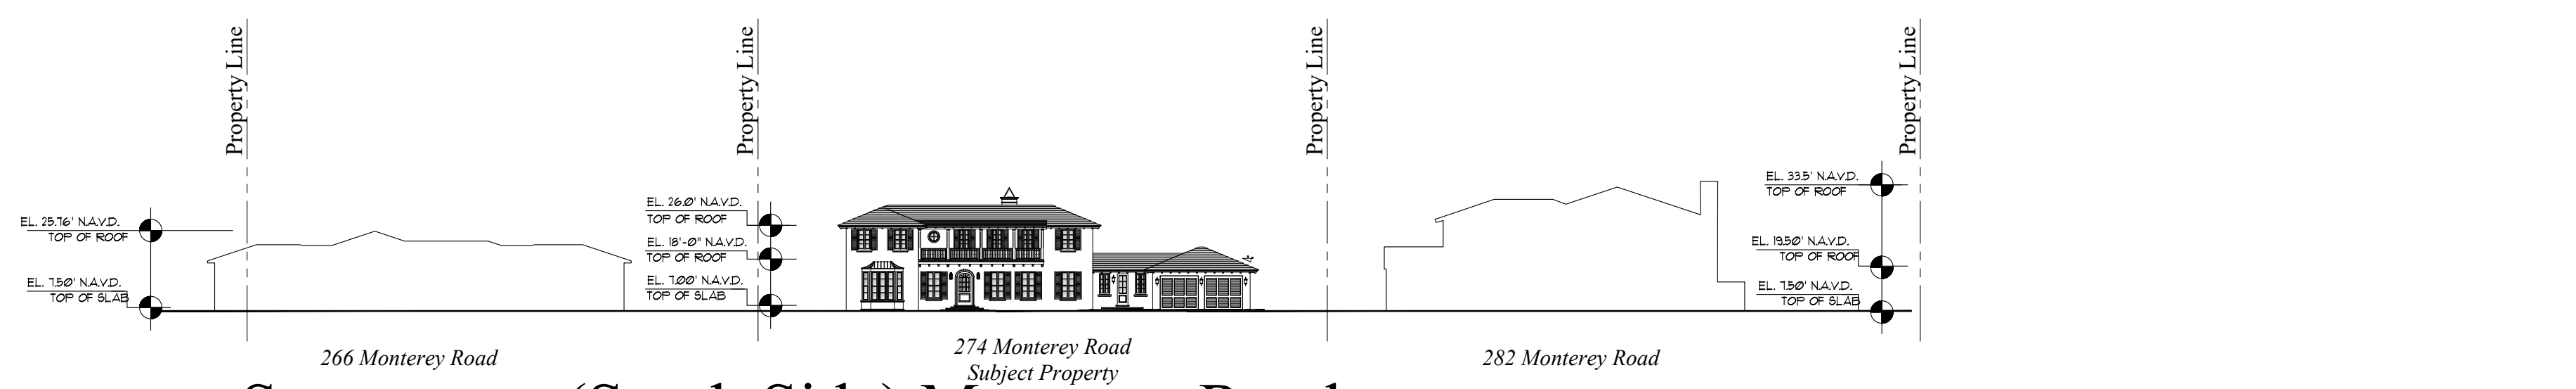 Property Line
Property Line
Property Line
Property Line
EL. 25.76' N.A.V.D.
TOP OF ROOF
EL. 7.50' N.A.V.D.
TOP OF SLAB
EL. 26.0' N.A.V.D.
TOP OF ROOF
EL. 18'-0" N.A.V.D.
TOP OF ROOF
EL. 7.00' N.A.V.D.
TOP OF SLAB
EL. 33.5' N.A.V.D.
TOP OF ROOF
EL. 19.50' N.A.V.D.
TOP OF ROOF
EL. 7.50' N.A.V.D.
TOP OF SLAB
266 Monterey Road
274 Monterey Road
Subject Property
282 Monterey Road